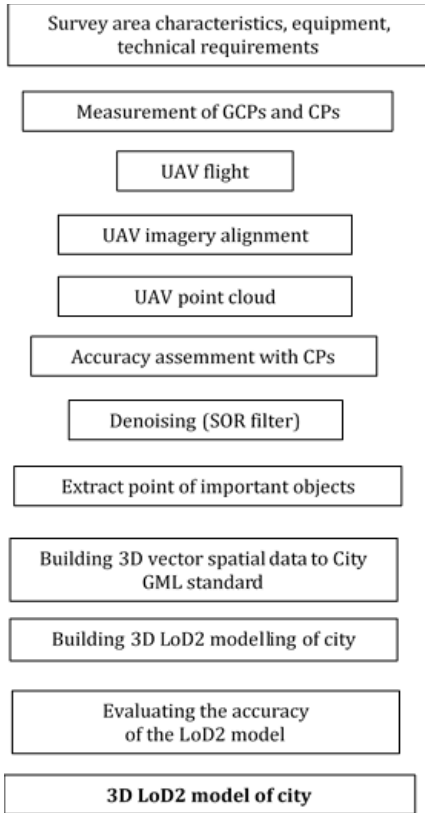 Survey area characteristics, equipment,
technical requirements
Measurement of GCPs and CPs
UAV flight
UAV imagery alignment
UAV point cloud
Accuracy assemment with CPs
Denoising (SOR filter)
Extract point of important objects
Building 3D vector spatial data to City
GML standard
Building 3D LoD2 modelling of city
Evaluating the accuracy
of the LoD2 model
3D LoD2 model of city